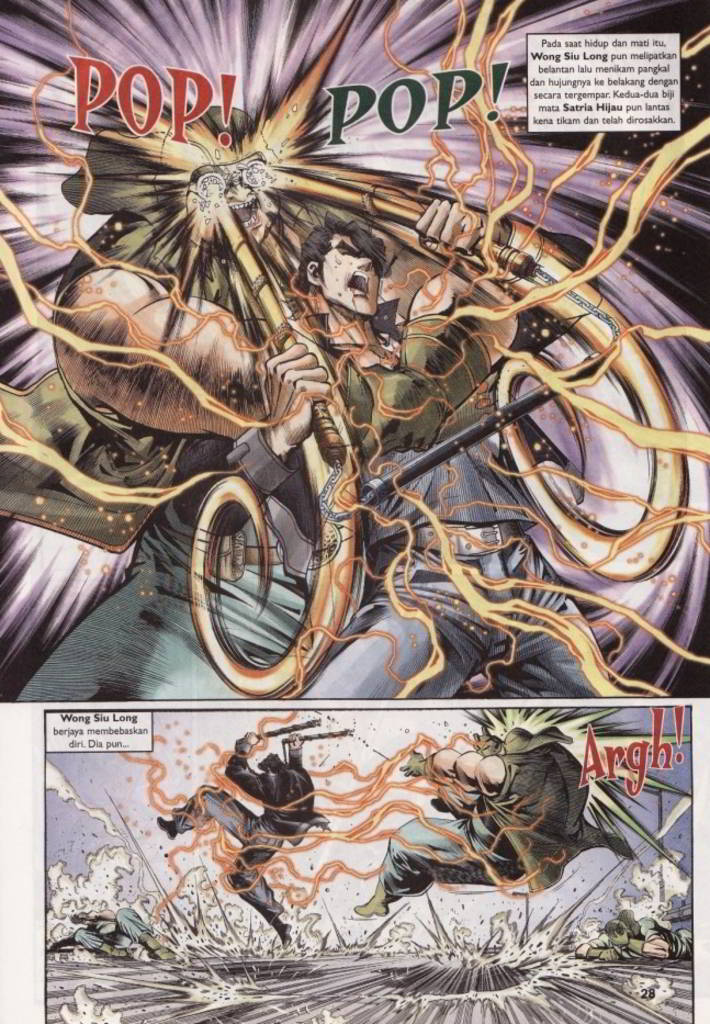 POP!
POP!
Pada saat hidup dan mati itu,
Wong Siu Long pun melipatkan
belantan lalu menikam pangkal
dan hujungnya ke belakang dengan
secara tergempar. Kedua-dua biji
mata Satria Hijau pun lantas
kena tikam dan telah dirosakkan.
Wong Siu Long
berjaya membebaskan
diri. Dia pun...
Argh!
28